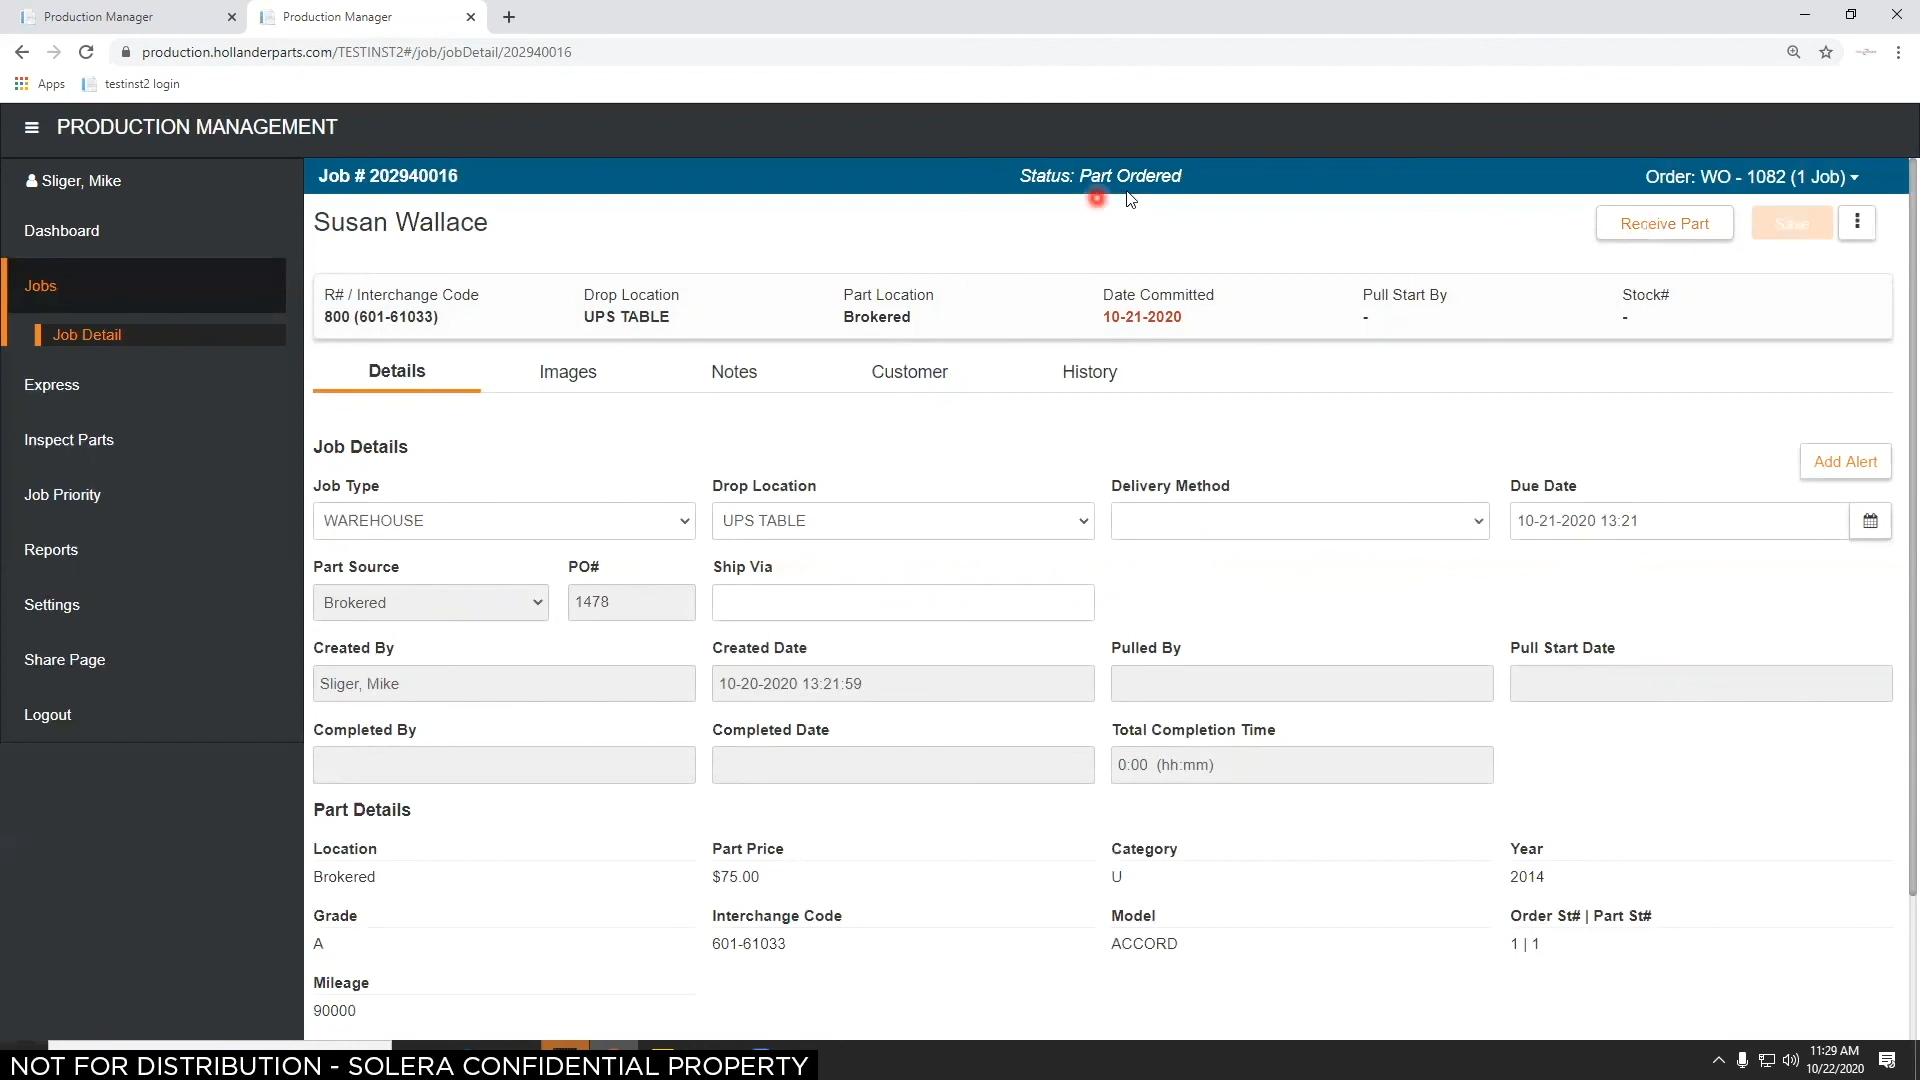 Production Manager
Production Manager
production.hollanderparts.com/TESTINST2#/job/jobDetail/202940016
Apps
testinst2 login
PRODUCTION MANAGEMENT
Sliger, Mike
Dashboard
Jobs
Job Detail
Express
Inspect Parts
Job Priority
Reports
Settings
Share Page
Logout
Job # 202940016
Status: Part Ordered
Order: WO - 1082 (1 Job)
Susan Wallace
Receive Part
Save
R# / Interchange Code
800 (601-61033)
Drop Location
UPS TABLE
Part Location
Brokered
Date Committed
10-21-2020
Pull Start By
-
Stock#
-
Details
Images
Notes
Customer
History
Job Details
Add Alert
Job Type
WAREHOUSE
Drop Location
UPS TABLE
Delivery Method
Due Date
10-21-2020 13:21
Part Source
Brokered
PO#
1478
Ship Via
Created By
Sliger, Mike
Created Date
10-20-2020 13:21:59
Pulled By
Pull Start Date
Completed By
Completed Date
Total Completion Time
0:00 (hh:mm)
Part Details
Location
Brokered
Part Price
$75.00
Category
U
Year
2014
Grade
A
Interchange Code
601-61033
Model
ACCORD
Order St# | Part St#
1 | 1
Mileage
90000
NOT FOR DISTRIBUTION - SOLERA CONFIDENTIAL PROPERTY
11:29 AM
10/22/2020